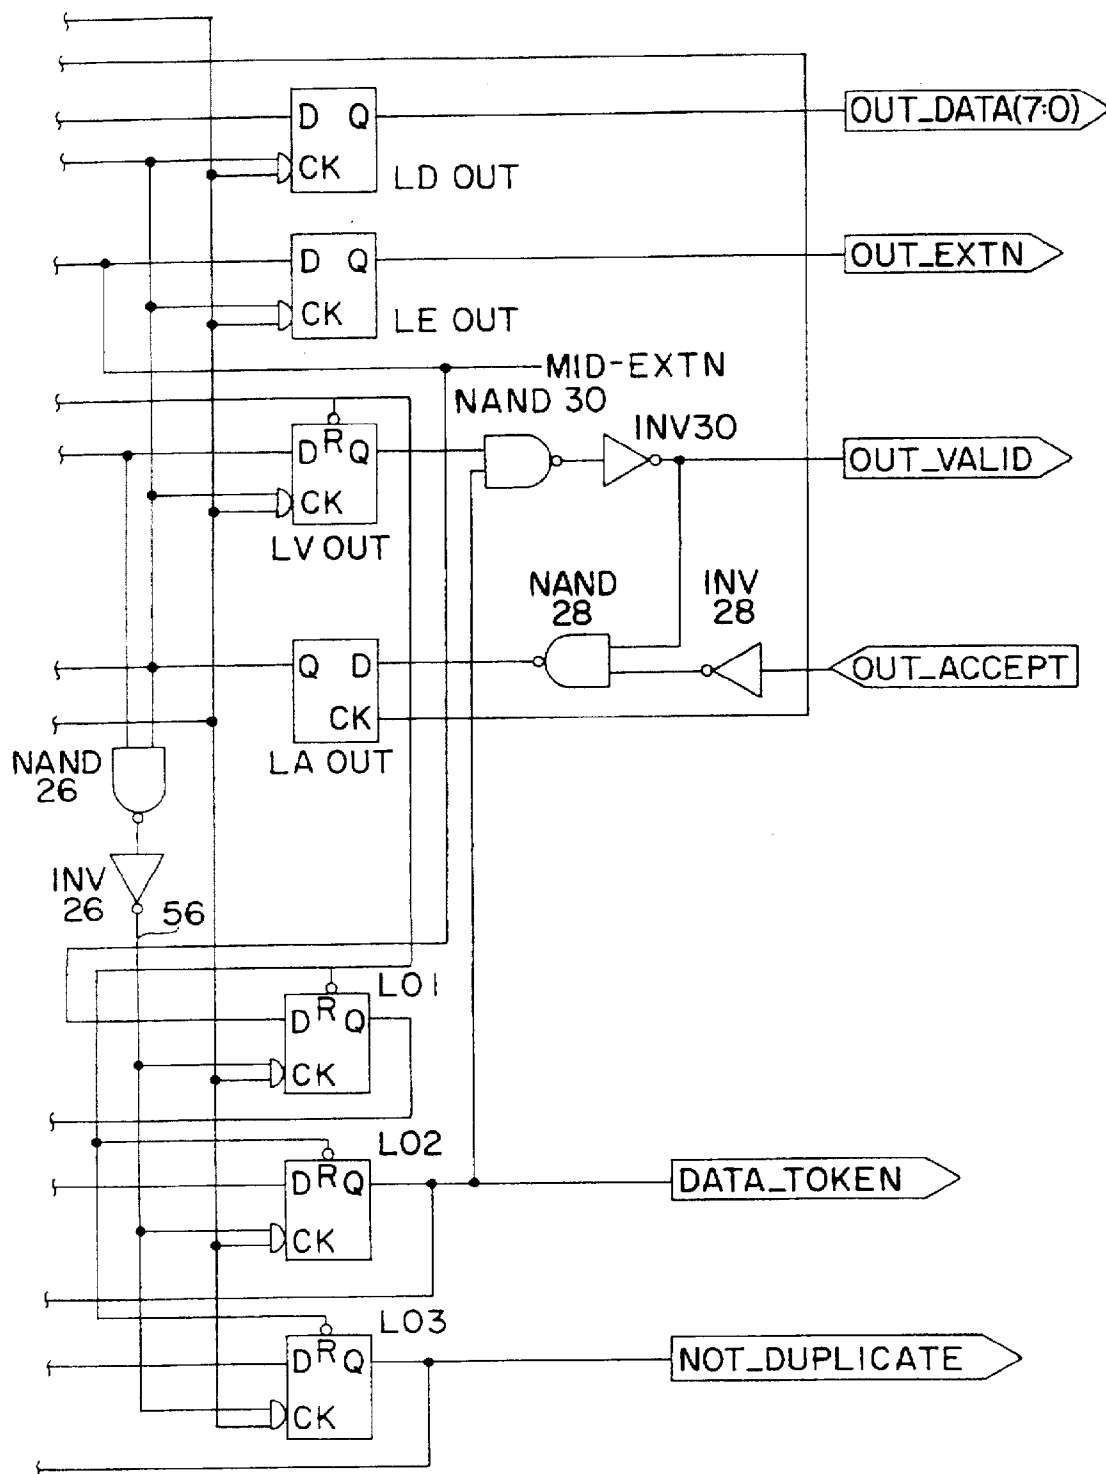 D Q
CK
LD OUT
OUT_DATA(7:0)
D Q
CK
LE OUT
OUT_EXTN
MID-EXTN
NAND 30
INV30
D R Q
CK
LV OUT
OUT_VALID
NAND
28
INV
28
Q D
CK
LA OUT
OUT_ACCEPT
NAND
26
INV
26
56
LO1
D R Q
CK
LO2
D R Q
CK
DATA_TOKEN
LO3
D R Q
CK
NOT_DUPLICATE